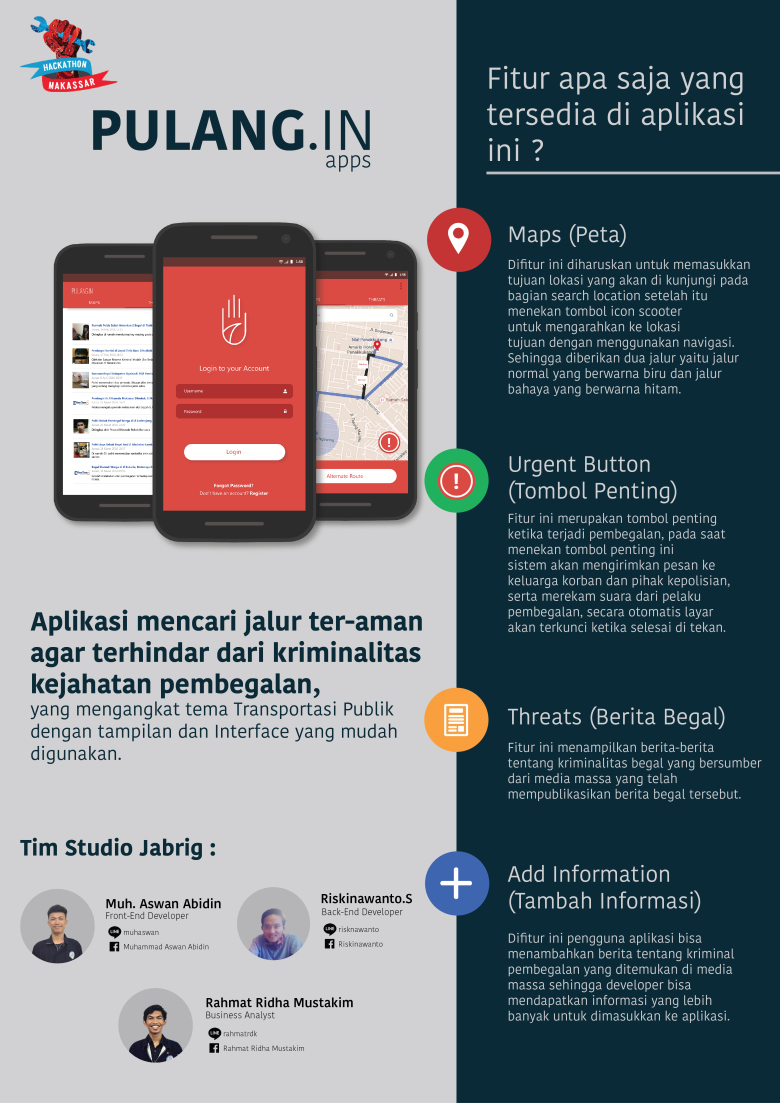 HACKATHON
MAKASSAR
PULANG.IN
apps
PULANG.IN
MAPS
1:58
Login to your Account
Username
Password
Login
Forgot Password?
Don't have an account? Register
1:58
THREATS
Mal Panakkukang
Alternate Route
Aplikasi mencari jalur ter-aman
agar terhindar dari kriminalitas
kejahatan pembegalan,
yang mengangkat tema Transportasi Publik
dengan tampilan dan Interface yang mudah
digunakan.
Tim Studio Jabrig :
Muh. Aswan Abidin
Front-End Developer
LINE muhaswan
Muhammad Aswan Abidin
Riskinawanto.S
Back-End Developer
LINE risknawanto
Riskinawanto
Rahmat Ridha Mustakim
Business Analyst
LINE rahmatrdk
Rahmat Ridha Mustakim
Fitur apa saja yang
tersedia di aplikasi
ini ?
Maps (Peta)
Difitur ini diharuskan untuk memasukkan
tujuan lokasi yang akan di kunjungi pada
bagian search location setelah itu
menekan tombol icon scooter
untuk mengarahkan ke lokasi
tujuan dengan menggunakan navigasi.
Sehingga diberikan dua jalur yaitu jalur
normal yang berwarna biru dan jalur
bahaya yang berwarna hitam.
Urgent Button
(Tombol Penting)
Fitur ini merupakan tombol penting
ketika terjadi pembegalan, pada saat
menekan tombol penting ini
sistem akan mengirimkan pesan ke
keluarga korban dan pihak kepolisian,
serta merekam suara dari pelaku
pembegalan, secara otomatis layar
akan terkunci ketika selesai di tekan.
Threats (Berita Begal)
Fitur ini menampilkan berita-berita
tentang kriminalitas begal yang bersumber
dari media massa yang telah
mempublikasikan berita begal tersebut.
Add Information
(Tambah Informasi)
Difitur ini pengguna aplikasi bisa
menambahkan berita tentang kriminal
pembegalan yang ditemukan di media
massa sehingga developer bisa
mendapatkan informasi yang lebih
banyak untuk dimasukkan ke aplikasi.